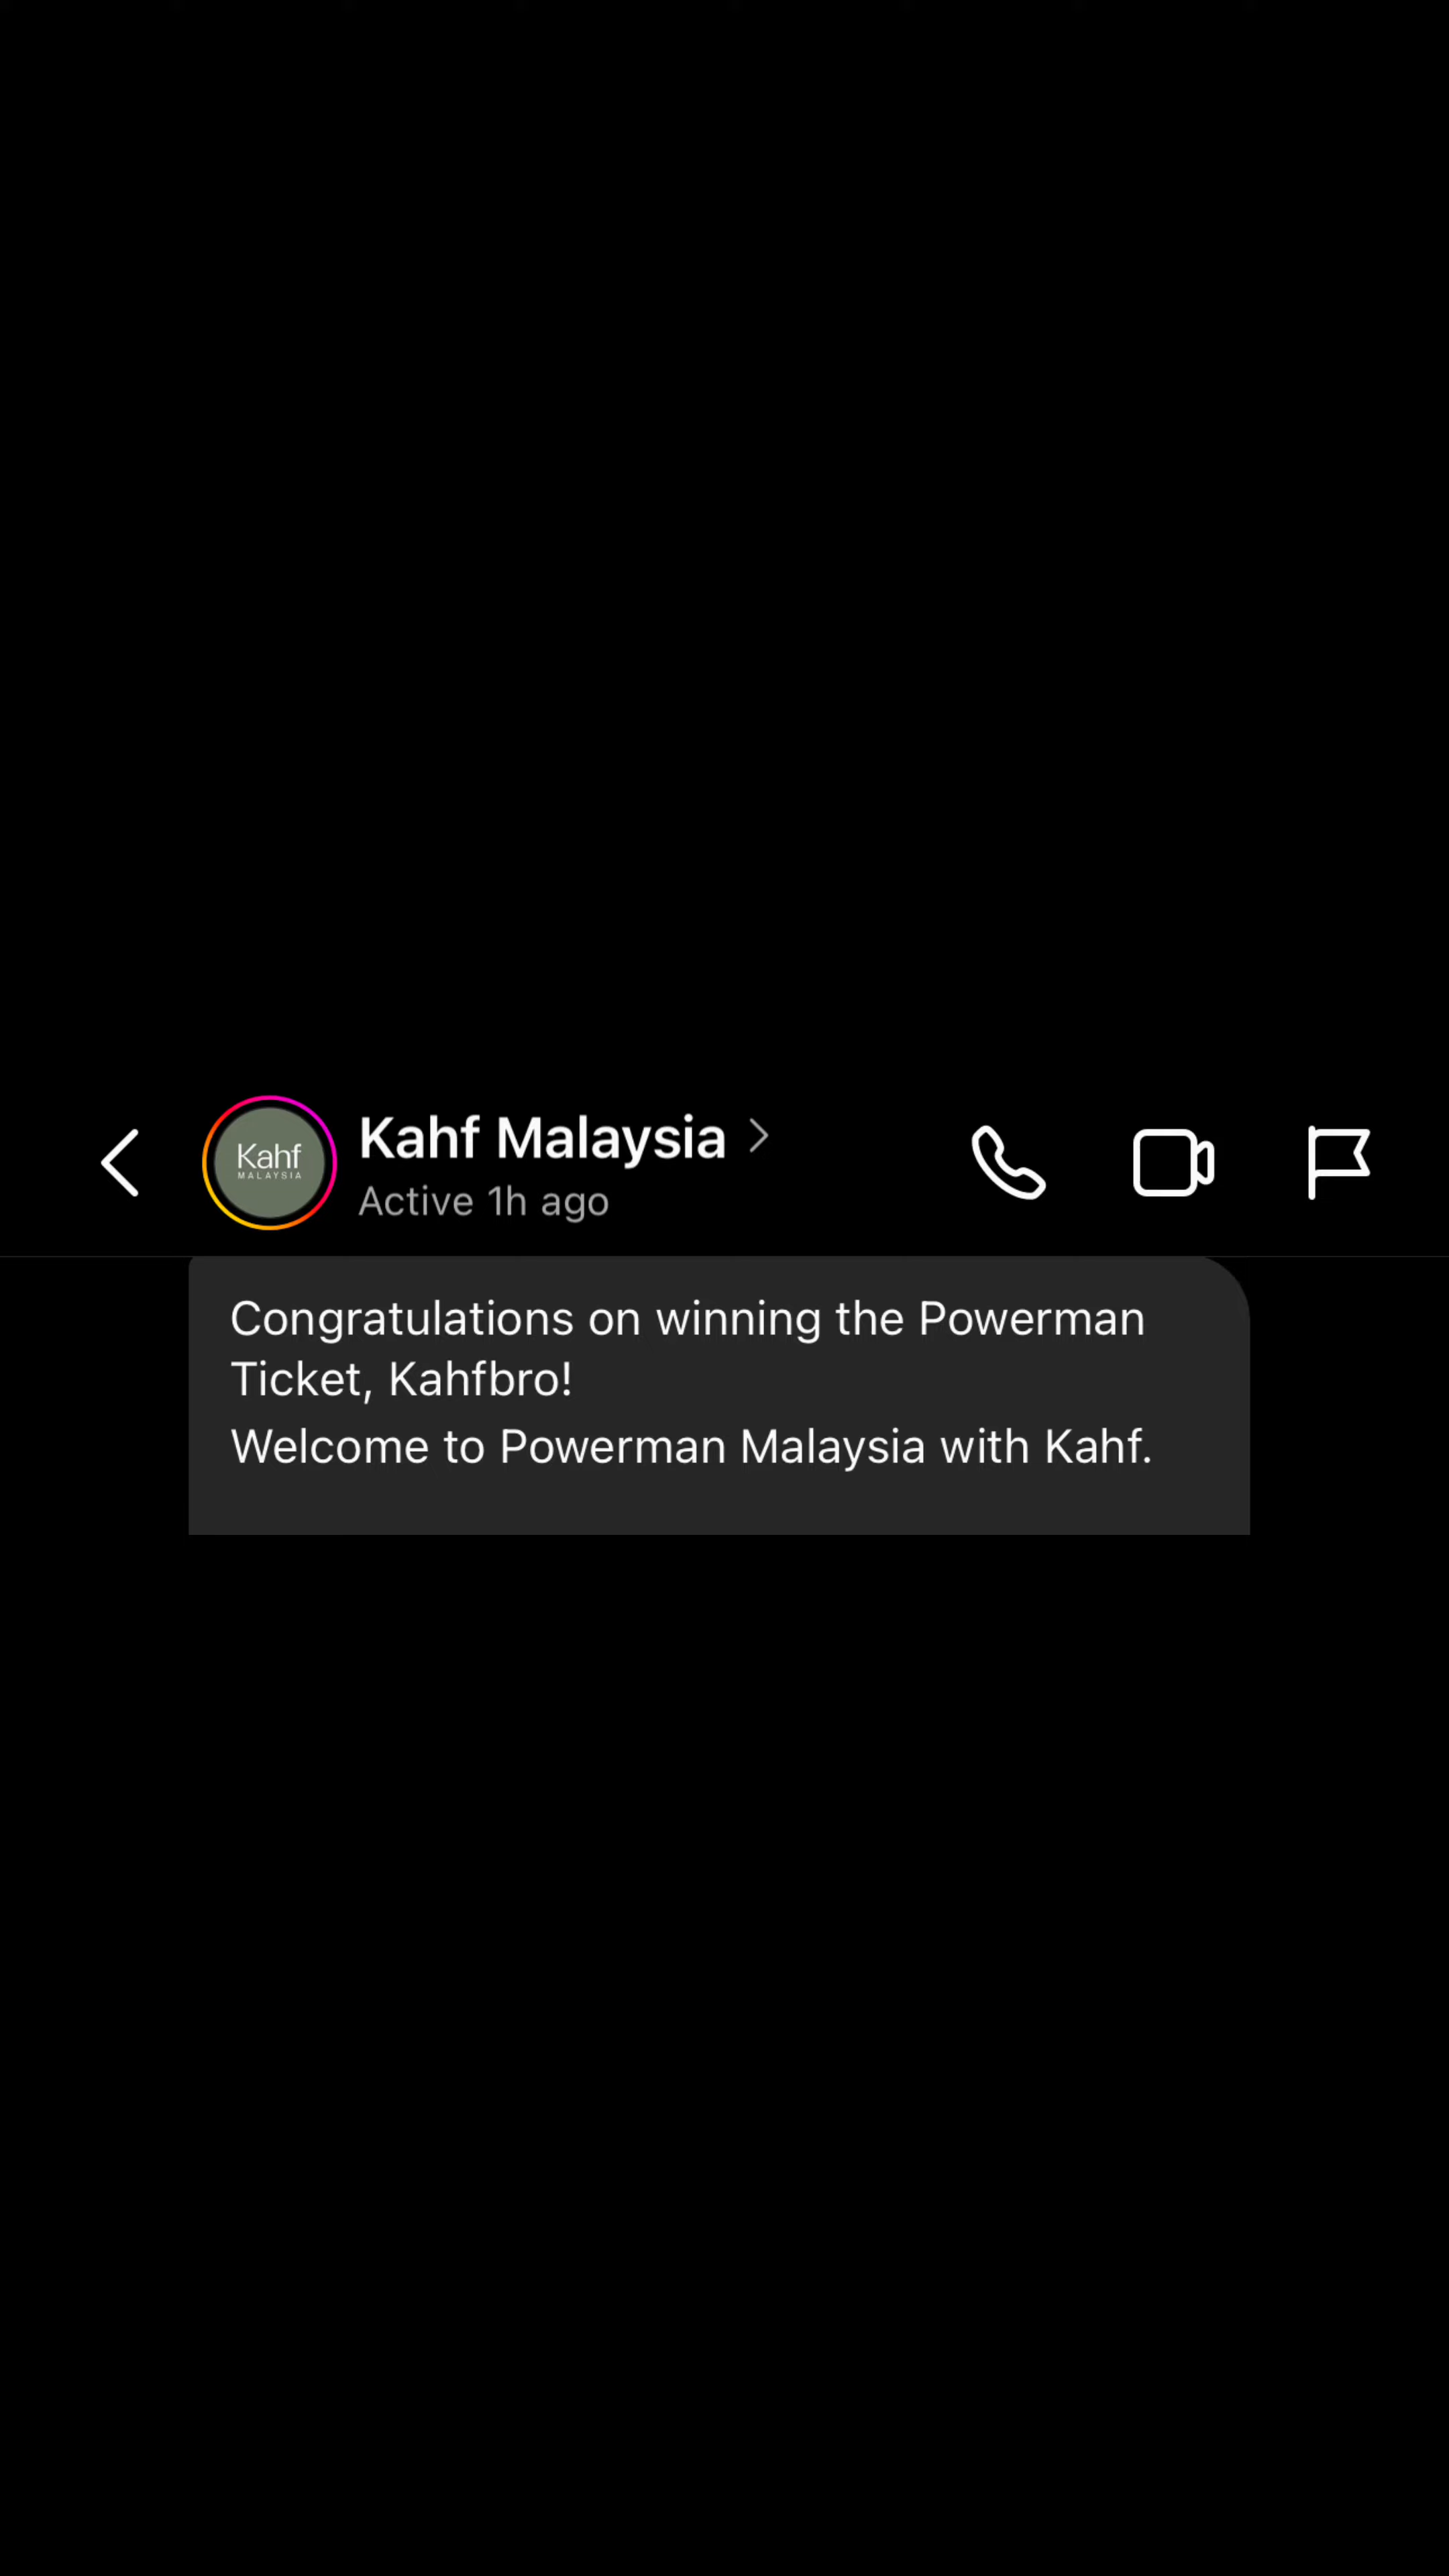 Kahf
MALAYSIA
Kahf Malaysia
Active 1h ago
Congratulations on winning the Powerman
Ticket, Kahfbro!
Welcome to Powerman Malaysia with Kahf.